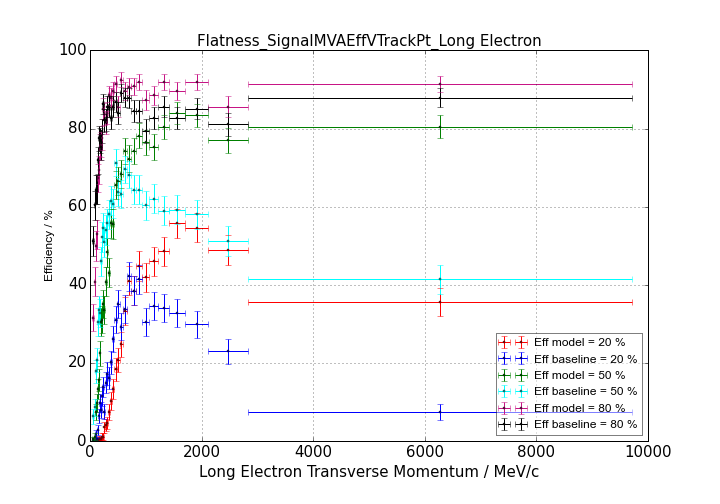 Flatness_SignalMVAEffVTrackPt_Long Electron
100
80
60
40
20
0
Efficiency / %
0 2000 4000 6000 8000 10000
Long Electron Transverse Momentum / MeV/c
Eff model = 20 %
Eff baseline = 20 %
Eff model = 50 %
Eff baseline = 50 %
Eff model = 80 %
Eff baseline = 80 %